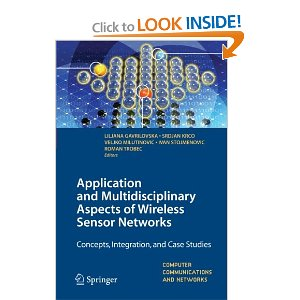 Click to
LOOK INSIDE!
LILJANA GAVRILOVSKA · SRDJAN KRCO
VELJKO MILUTINOVIC · IVAN STOJMENOVIC
ROMAN TROBEC
Editors
Application
and Multidisciplinary
Aspects of Wireless
Sensor Networks
Concepts, Integration, and Case Studies
COMPUTER
COMMUNICATIONS
AND NETWORKS
Springer